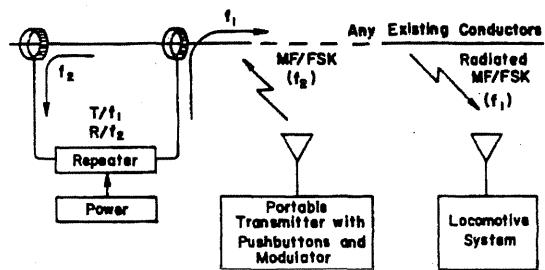 f₁
Any Existing Conductors
f₂
MF/FSK
(f₂)
Radiated
MF/FSK
(f₁)
T/f₁
R/f₂
Repeater
Power
Portable
Transmitter with
Pushbuttons and
Modulator
Locomotive
System